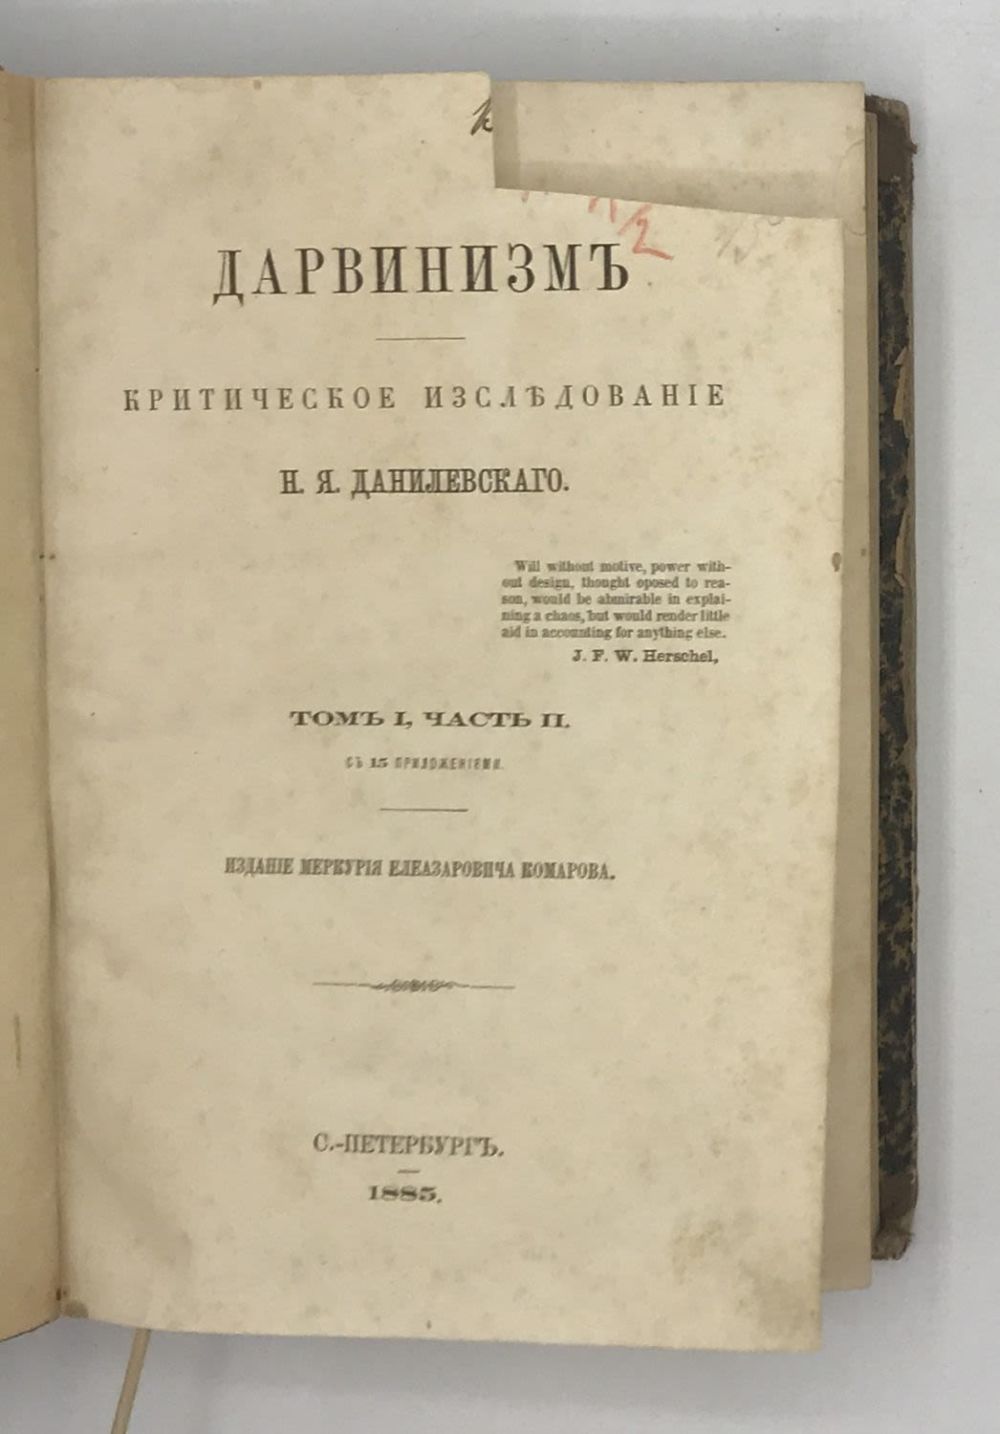 ДАРВИНИЗМЪ
КРИТИЧЕСКОЕ ИЗСЛѢДОВАНІЕ
Н. Я. ДАНИЛЕВСКАГО.
Will without motive, power with-
out design, thought oposed to rea-
son, would be abmirable in explai-
ning a chaos, but would render little
aid in accounting for anything else.
J. F. W. Herschel,
ТОМЪ I, ЧАСТЬ II.
СЪ 15 ПРИЛОЖЕНІЯМИ.
ИЗДАНІЕ МЕРКУРІЯ ЕЛЕАЗАРОВИЧА КОМАРОВА.
С.-ПЕТЕРБУРГЪ.
1885.